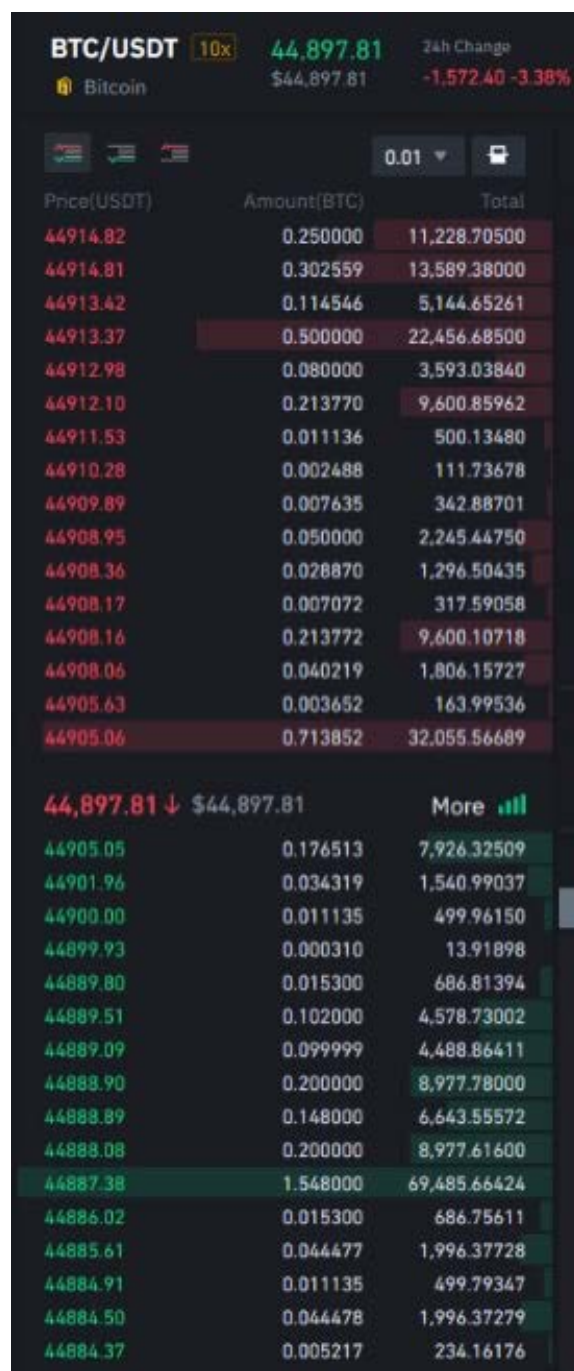 BTC/USDT 10x 44,897.81 24h Change
Bitcoin $44,897.81 -1,572.40 -3.38%
0.01
Price(USDT) Amount(BTC) Total
44914.82 0.250000 11,228.70500
44914.81 0.302559 13,589.38000
44913.42 0.114546 5,144.65261
44913.37 0.500000 22,456.68500
44912.98 0.080000 3,593.03840
44912.10 0.213770 9,600.85962
44911.53 0.011136 500.13480
44910.28 0.002488 111.73678
44909.89 0.007635 342.88701
44908.95 0.050000 2,245.44750
44908.36 0.028870 1,296.50435
44908.17 0.007072 317.59058
44908.16 0.213772 9,600.10718
44908.06 0.040219 1,806.15727
44905.63 0.003652 163.99536
44905.06 0.713852 32,055.56689
44,897.81↓ $44,897.81 More
44905.05 0.176513 7,926.32509
44901.96 0.034319 1,540.99037
44900.00 0.011135 499.96150
44899.93 0.000310 13.91898
44889.80 0.015300 686.81394
44889.51 0.102000 4,578.73002
44889.09 0.099999 4,488.86411
44888.90 0.200000 8,977.78000
44888.89 0.148000 6,643.55572
44888.08 0.200000 8,977.61600
44887.38 1.548000 69,485.66424
44886.02 0.015300 686.75611
44885.61 0.044477 1,996.37728
44884.91 0.011135 499.79347
44884.50 0.044478 1,996.37279
44884.37 0.005217 234.16176